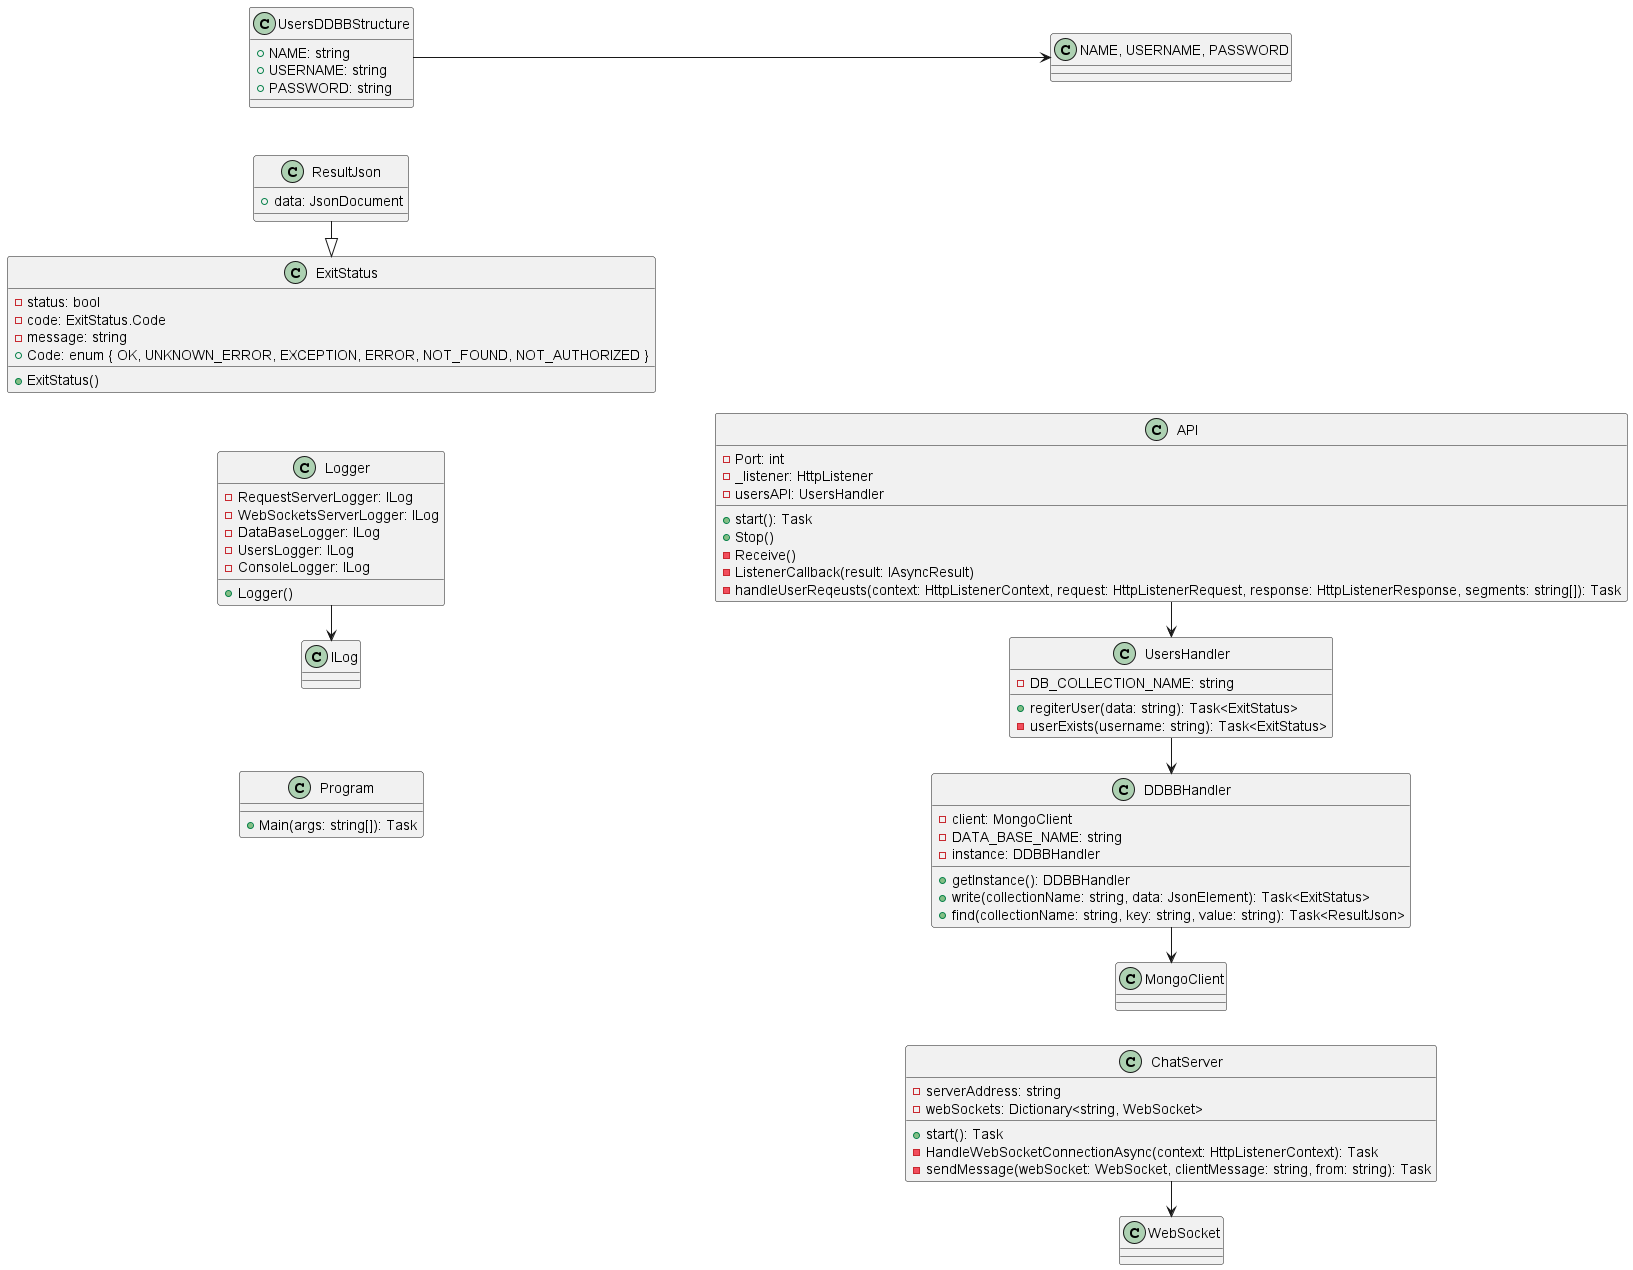 UsersDDBBStructure
NAME: string
USERNAME: string
PASSWORD: string
NAME, USERNAME, PASSWORD
ResultJson
data: JsonDocument
ExitStatus
status: bool
code: ExitStatus.Code
message: string
Code: enum { OK, UNKNOWN_ERROR, EXCEPTION, ERROR, NOT_FOUND, NOT_AUTHORIZED }
ExitStatus()
Logger
RequestServerLogger: ILog
WebSocketsServerLogger: ILog
DataBaseLogger: ILog
UsersLogger: ILog
ConsoleLogger: ILog
Logger()
ILog
Program
Main(args: string[]): Task
API
Port: int
_listener: HttpListener
usersAPI: UsersHandler
start(): Task
Stop()
Receive()
ListenerCallback(result: IAsyncResult)
handleUserReqeusts(context: HttpListenerContext, request: HttpListenerRequest, response: HttpListenerResponse, segments: string[]): Task
UsersHandler
DB_COLLECTION_NAME: string
regiterUser(data: string): Task<ExitStatus>
userExists(username: string): Task<ExitStatus>
DDBBHandler
client: MongoClient
DATA_BASE_NAME: string
instance: DDBBHandler
getInstance(): DDBBHandler
write(collectionName: string, data: JsonElement): Task<ExitStatus>
find(collectionName: string, key: string, value: string): Task<ResultJson>
MongoClient
ChatServer
serverAddress: string
webSockets: Dictionary<string, WebSocket>
start(): Task
HandleWebSocketConnectionAsync(context: HttpListenerContext): Task
sendMessage(webSocket: WebSocket, clientMessage: string, from: string): Task
WebSocket